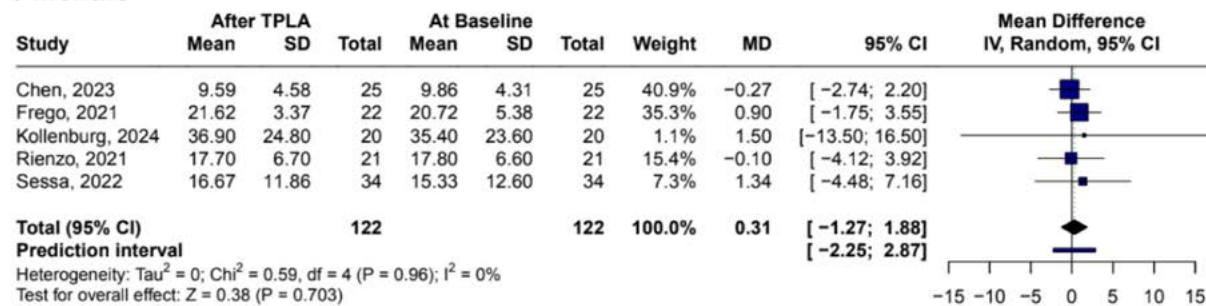 After TPLA At Baseline Mean Difference
Study Mean SD Total Mean SD Total Weight MD 95% CI IV, Random, 95% CI
Chen, 2023 9.59 4.58 25 9.86 4.31 25 40.9% −0.27 [ −2.74; 2.20]
Frego, 2021 21.62 3.37 22 20.72 5.38 22 35.3% 0.90 [ −1.75; 3.55]
Kollenburg, 2024 36.90 24.80 20 35.40 23.60 20 1.1% 1.50 [−13.50; 16.50]
Rienzo, 2021 17.70 6.70 21 17.80 6.60 21 15.4% −0.10 [ −4.12; 3.92]
Sessa, 2022 16.67 11.86 34 15.33 12.60 34 7.3% 1.34 [ −4.48; 7.16]
Total (95% CI) 122 122 100.0% 0.31 [ −1.27; 1.88]
Prediction interval [ −2.25; 2.87]
Heterogeneity: Tau² = 0; Chi² = 0.59, df = 4 (P = 0.96); I² = 0%
Test for overall effect: Z = 0.38 (P = 0.703)
−15 −10 −5 0 5 10 15